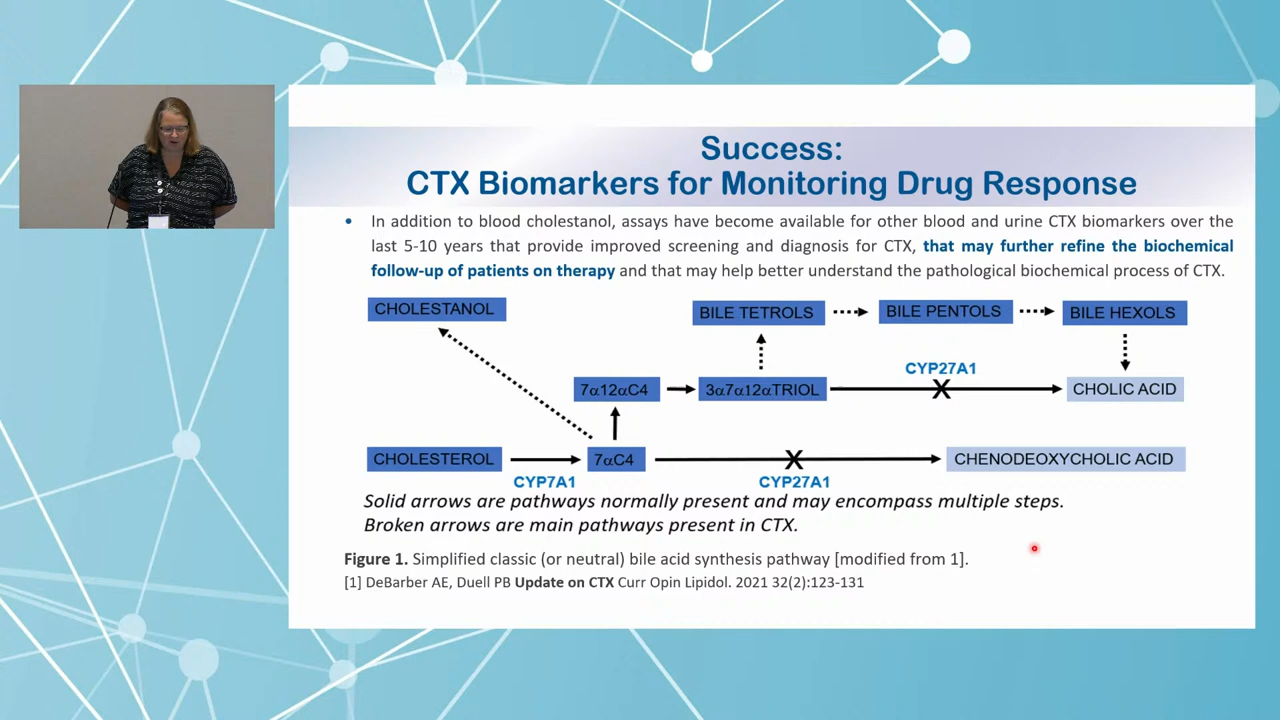 Success:
CTX Biomarkers for Monitoring Drug Response
• In addition to blood cholestanol, assays have become available for other blood and urine CTX biomarkers over the
last 5-10 years that provide improved screening and diagnosis for CTX, that may further refine the biochemical
follow-up of patients on therapy and that may help better understand the pathological biochemical process of CTX.
CHOLESTANOL
BILE TETROLS
BILE PENTOLS
BILE HEXOLS
7α12αC4
3α7α12αTRIOL
CYP27A1
X
CHOLIC ACID
CHOLESTEROL
CYP7A1
7αC4
X
CYP27A1
CHENODEOXYCHOLIC ACID
Solid arrows are pathways normally present and may encompass multiple steps.
Broken arrows are main pathways present in CTX.
Figure 1. Simplified classic (or neutral) bile acid synthesis pathway [modified from 1].
[1] DeBarber AE, Duell PB Update on CTX Curr Opin Lipidol. 2021 32(2):123-131